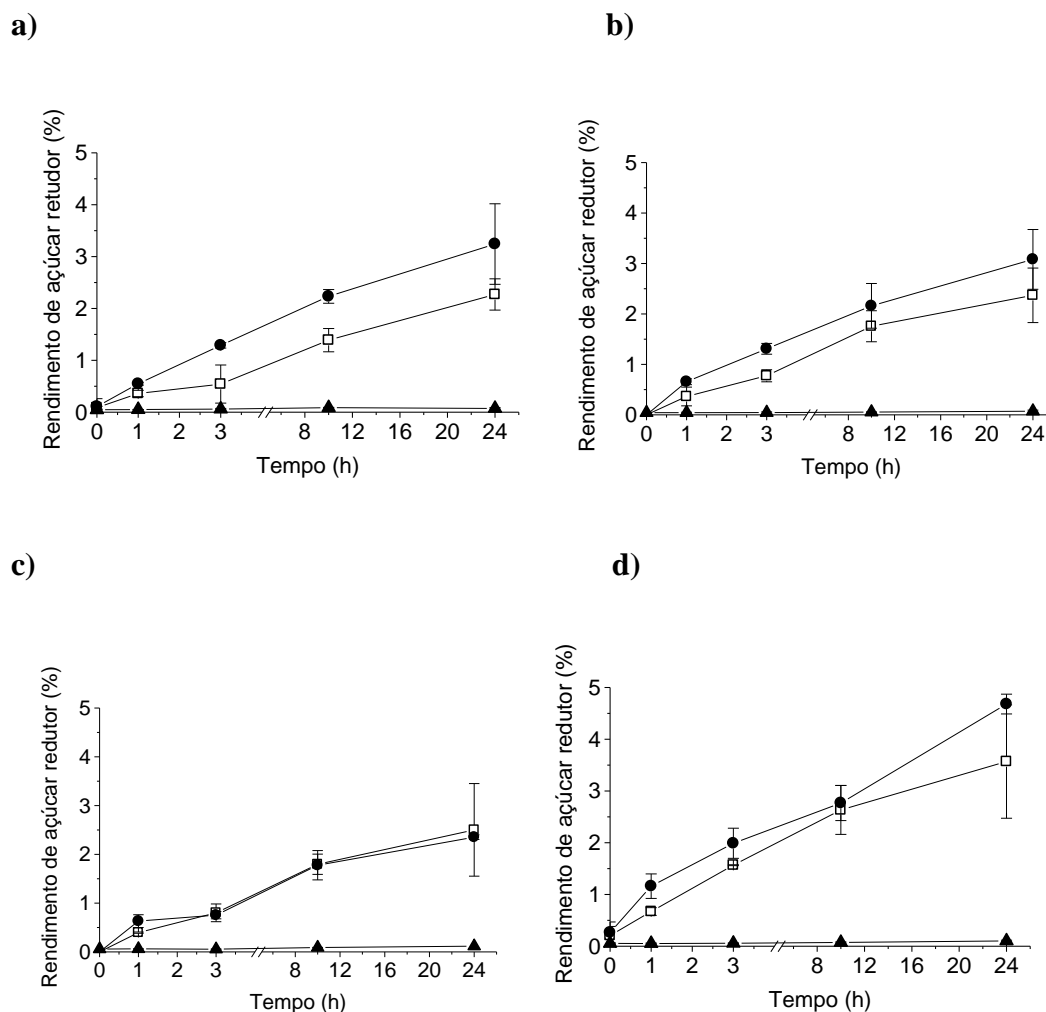 a)
Rendimento de açúcar retudor (%)
5
4
3
2
1
0
0 1 2 3 8 12 16 20 24
Tempo (h)
b)
Rendimento de açúcar redutor (%)
5
4
3
2
1
0
0 1 2 3 8 12 16 20 24
Tempo (h)
c)
Rendimento de açúcar redutor (%)
5
4
3
2
1
0
0 1 2 3 8 12 16 20 24
Tempo (h)
d)
Rendimento de açúcar redutor (%)
5
4
3
2
1
0
0 1 2 3 8 12 16 20 24
Tempo (h)